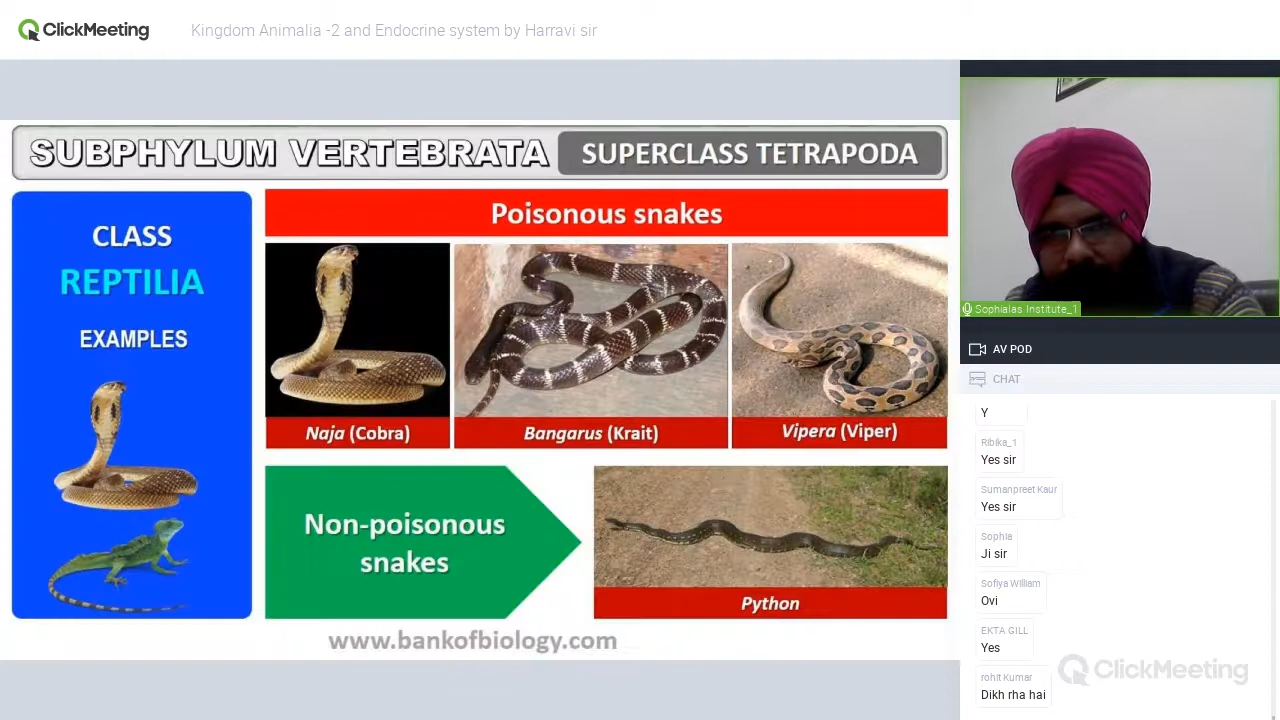 ClickMeeting
Kingdom Animalia -2 and Endocrine system by Harravi sir
SUBPHYLUM VERTEBRATA
SUPERCLASS TETRAPODA
CLASS
REPTILIA
EXAMPLES
Poisonous snakes
Naja (Cobra)
Bangarus (Krait)
Vipera (Viper)
Non-poisonous
snakes
Python
www.bankofbiology.com
Sophialas Institute_1
AV POD
CHAT
Y
Ribika_1
Yes sir
Sumanpreet Kaur
Yes sir
Sophia
Ji sir
Sofiya William
Ovi
EKTA GILL
Yes
rohit Kumar
Dikh rha hai
ClickMeeting